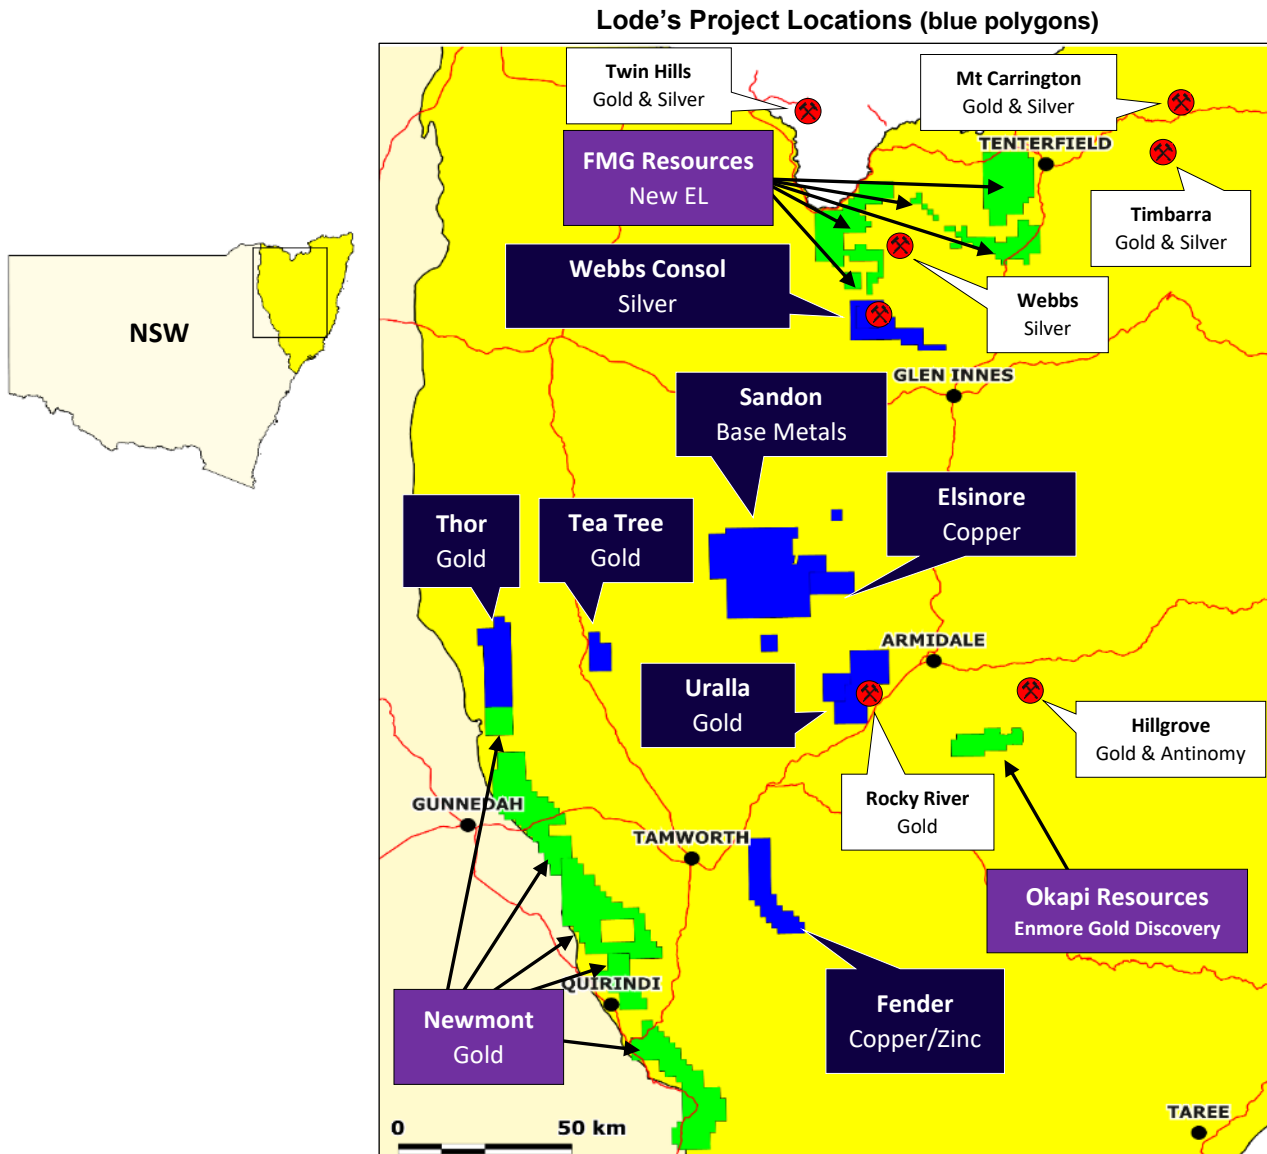 Lode's Project Locations (blue polygons)
Twin Hills
Gold & Silver
Mt Carrington
Gold & Silver
TENTERFIELD
FMG Resources
New EL
Timbarra
Gold & Silver
Webbs Consol
Silver
Webbs
Silver
NSW
GLEN INNES
Sandon
Base Metals
Elsinore
Copper
Thor
Gold
Tea Tree
Gold
ARMIDALE
Uralla
Gold
Hillgrove
Gold & Antinomy
Rocky River
Gold
GUNNEDAH
TAMWORTH
Okapi Resources
Enmore Gold Discovery
QUIRINDI
Newmont
Gold
Fender
Copper/Zinc
TAREE
0 50 km